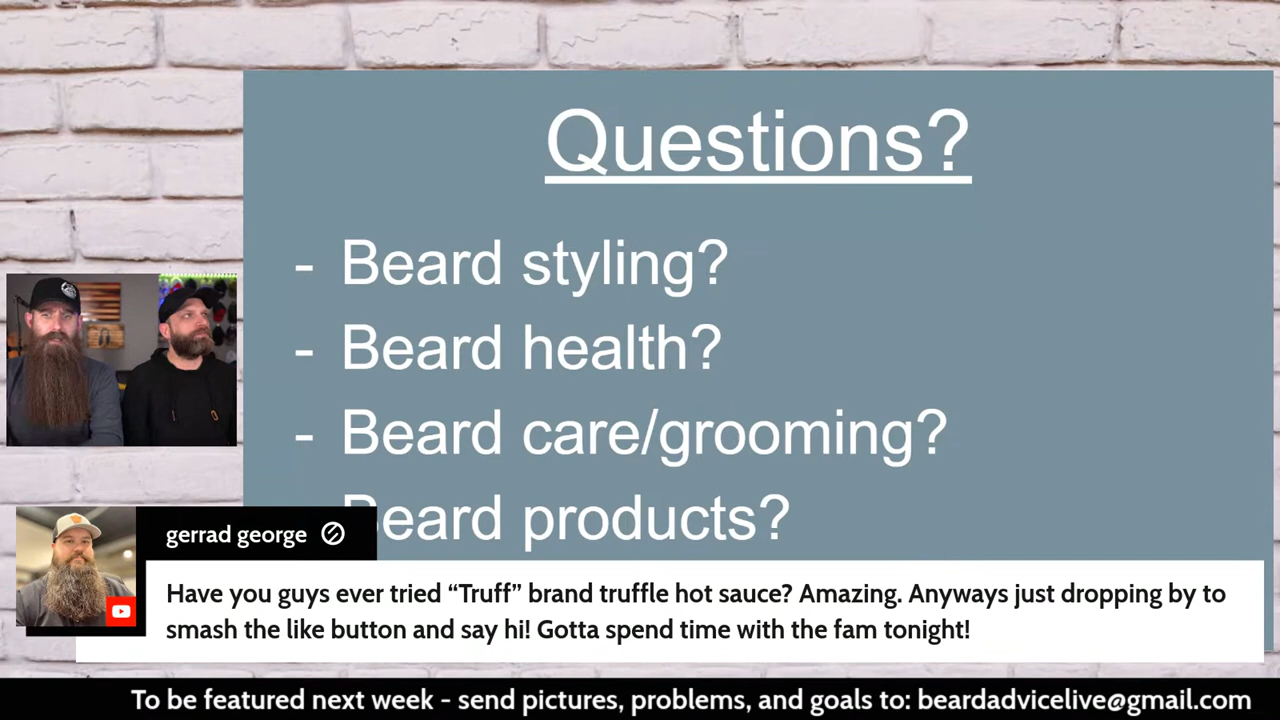 Questions?
- Beard styling?
- Beard health?
- Beard care/grooming?
Beard products?
gerrad george
Have you guys ever tried “Truff” brand truffle hot sauce? Amazing. Anyways just dropping by to
smash the like button and say hi! Gotta spend time with the fam tonight!
To be featured next week - send pictures, problems, and goals to: beardadvicelive@gmail.com